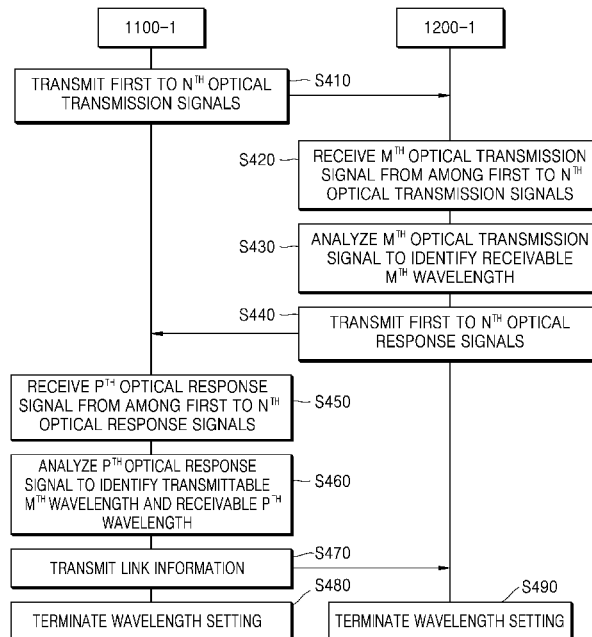 1100-1
1200-1
TRANSMIT FIRST TO NTH OPTICAL
TRANSMISSION SIGNALS
S410
S420
RECEIVE MTH OPTICAL TRANSMISSION
SIGNAL FROM AMONG FIRST TO NTH
OPTICAL TRANSMISSION SIGNALS
S430
ANALYZE MTH OPTICAL TRANSMISSION
SIGNAL TO IDENTIFY RECEIVABLE
MTH WAVELENGTH
S440
TRANSMIT FIRST TO NTH OPTICAL
RESPONSE SIGNALS
RECEIVE PTH OPTICAL RESPONSE
SIGNAL FROM AMONG FIRST TO NTH
OPTICAL RESPONSE SIGNALS
S450
ANALYZE PTH OPTICAL RESPONSE
SIGNAL TO IDENTIFY TRANSMITTABLE
MTH WAVELENGTH AND RECEIVABLE PTH
WAVELENGTH
S460
TRANSMIT LINK INFORMATION
S470
TERMINATE WAVELENGTH SETTING
S480
TERMINATE WAVELENGTH SETTING
S490